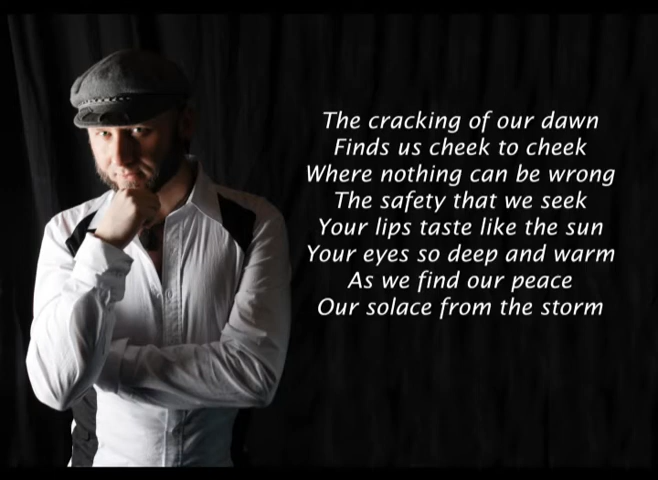 The cracking of our dawn
Finds us cheek to cheek
Where nothing can be wrong
The safety that we seek
Your lips taste like the sun
Your eyes so deep and warm
As we find our peace
Our solace from the storm